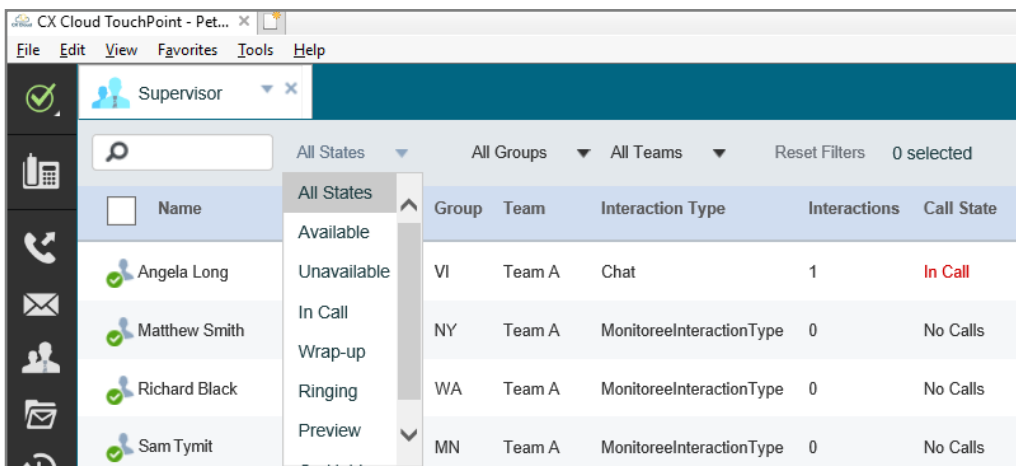 CX Cloud TouchPoint - Pet...
File Edit View Favorites Tools Help
Supervisor
All States All Groups All Teams Reset Filters 0 selected
All States
Available
Unavailable
In Call
Wrap-up
Ringing
Preview
Name Group Team Interaction Type Interactions Call State
Angela Long VI Team A Chat 1 In Call
Matthew Smith NY Team A MonitoreeInteractionType 0 No Calls
Richard Black WA Team A MonitoreeInteractionType 0 No Calls
Sam Tymit MN Team A MonitoreeInteractionType 0 No Calls